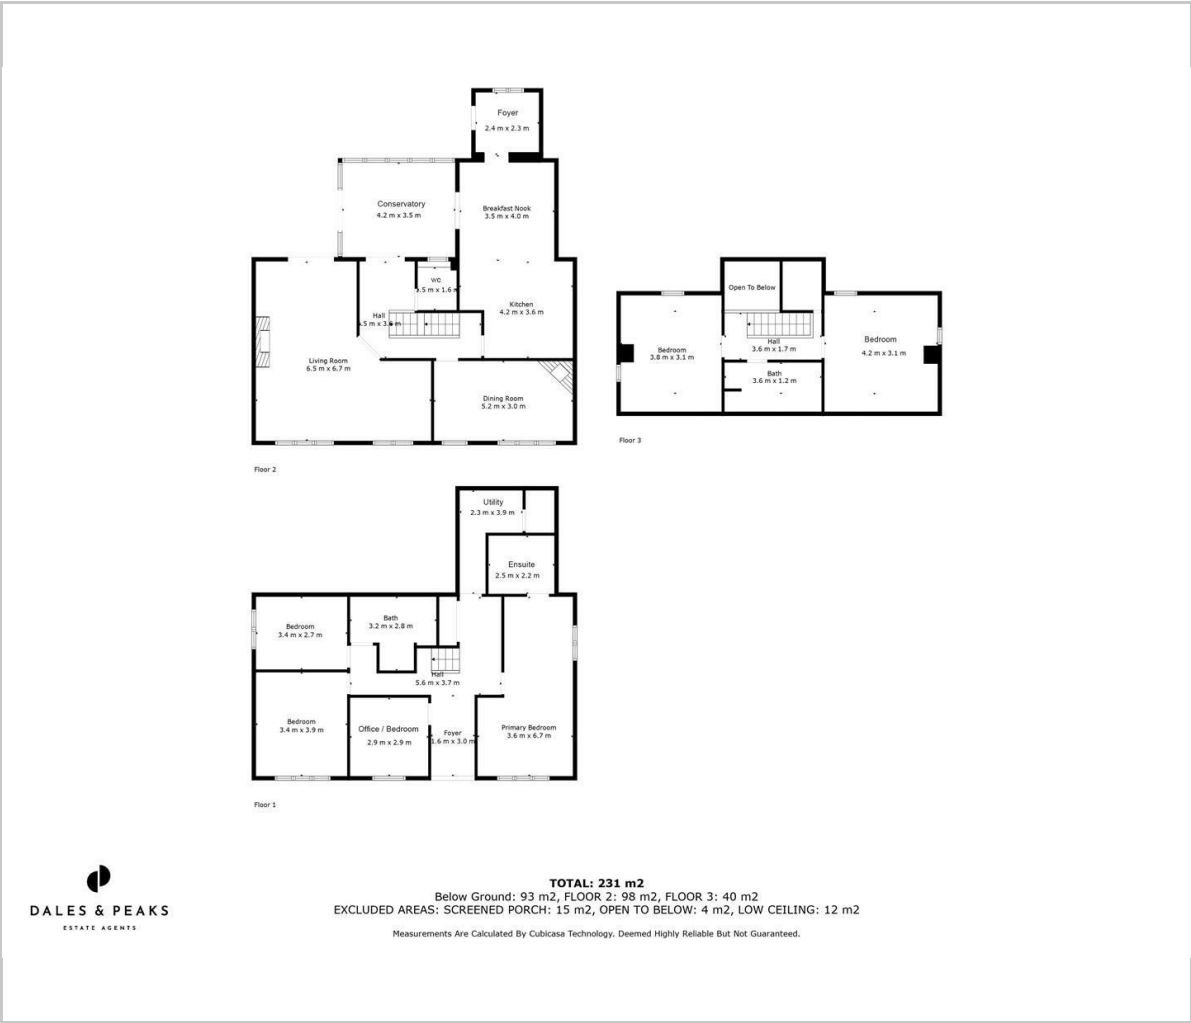 Foyer
2.4 m x 2.3 m
Conservatory
4.2 m x 3.5 m
Breakfast Nook
3.5 m x 4.0 m
WC
.5 m x 1.6
Kitchen
4.2 m x 3.6 m
Hall
Living Room
6.5 m x 6.7 m
Dining Room
5.2 m x 3.0 m
Floor 2
Open To Below
Hall
3.6 m x 1.7 m
Bedroom
3.8 m x 3.1 m
Bedroom
4.2 m x 3.1 m
Bath
3.6 m x 1.2 m
Floor 3
Utility
2.3 m x 3.9 m
Ensuite
2.5 m x 2.2 m
Bedroom
3.4 m x 2.7 m
Bath
3.2 m x 2.8 m
Hall
5.6 m x 3.7 m
Bedroom
3.4 m x 3.9 m
Office / Bedroom
2.9 m x 2.9 m
Foyer
1.6 m x 3.0 m
Primary Bedroom
3.6 m x 6.7 m
Floor 1
DALES & PEAKS
ESTATE AGENTS
TOTAL: 231 m2
Below Ground: 93 m2, FLOOR 2: 98 m2, FLOOR 3: 40 m2
EXCLUDED AREAS: SCREENED PORCH: 15 m2, OPEN TO BELOW: 4 m2, LOW CEILING: 12 m2
Measurements Are Calculated By Cubicasa Technology. Deemed Highly Reliable But Not Guaranteed.